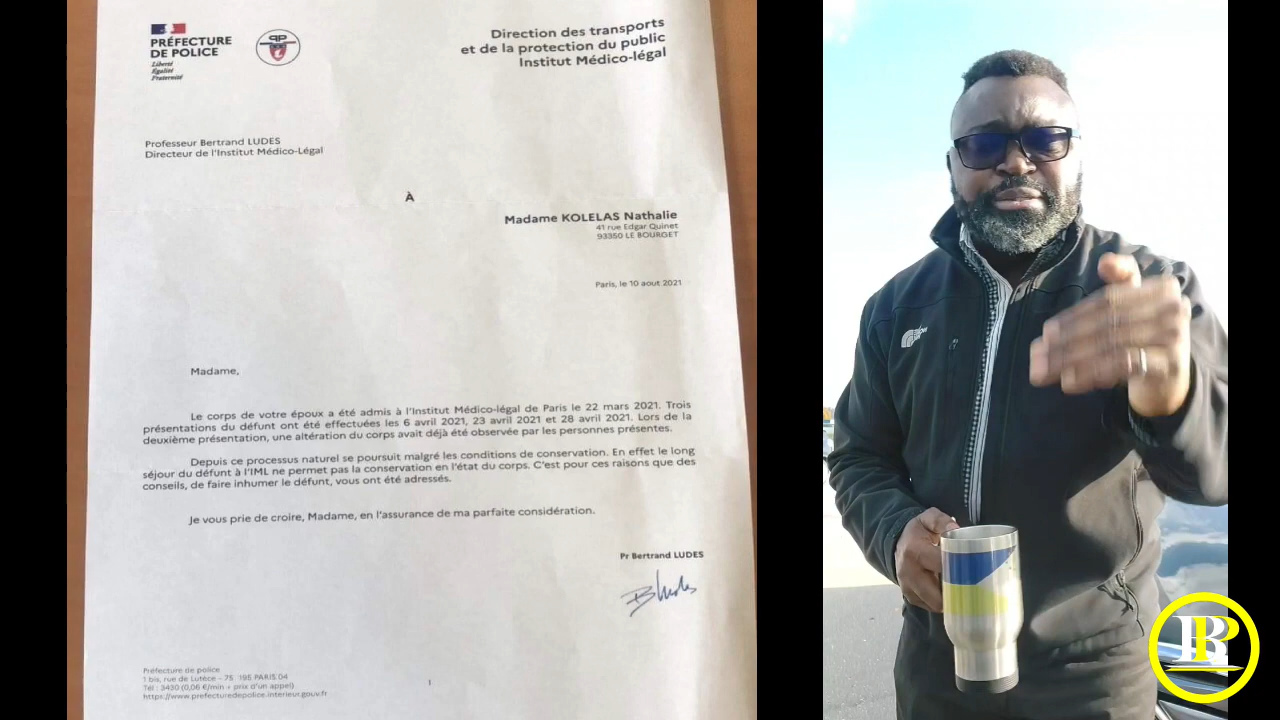 PRÉFECTURE
DE POLICE
Liberté
Égalité
Fraternité
PP
Direction des transports
et de la protection du public
Institut Médico-légal
Professeur Bertrand LUDES
Directeur de l'Institut Médico-Légal
À
Madame KOLELAS Nathalie
41 rue Edgar Quinet
93350 LE BOURGET
Paris, le 10 aout 2021
Madame,
Le corps de votre époux a été admis à l'Institut Médico-légal de Paris le 22 mars 2021. Trois
présentations du défunt ont été effectuées les 6 avril 2021, 23 avril 2021 et 28 avril 2021. Lors de la
deuxième présentation, une altération du corps avait déjà été observée par les personnes présentes.
Depuis ce processus naturel se poursuit malgré les conditions de conservation. En effet le long
séjour du défunt à l'IML ne permet pas la conservation en l'état du corps. C'est pour ces raisons que des
conseils, de faire inhumer le défunt, vous ont été adressés.
Je vous prie de croire, Madame, en l'assurance de ma parfaite considération.
Pr Bertrand LUDES
Préfecture de police
1 bis, rue de Lutèce - 75 195 PARIS 04
Tél : 3430 (0,06 €/min + prix d'un appel)
https://www.prefecturedepolice.interieur.gouv.fr
1